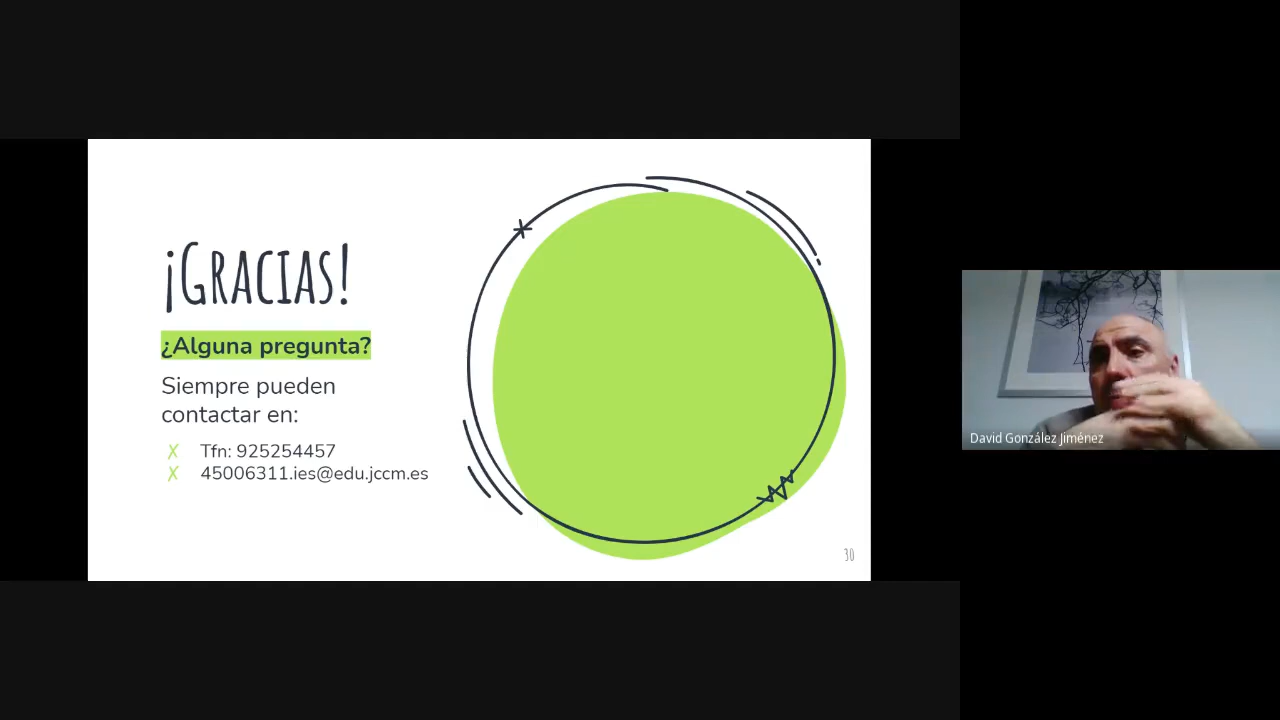 ¡GRACIAS!
¿Alguna pregunta?
Siempre pueden
contactar en:
✗ Tfn: 925254457
✗ 45006311.ies@edu.jccm.es
30
David González Jiménez